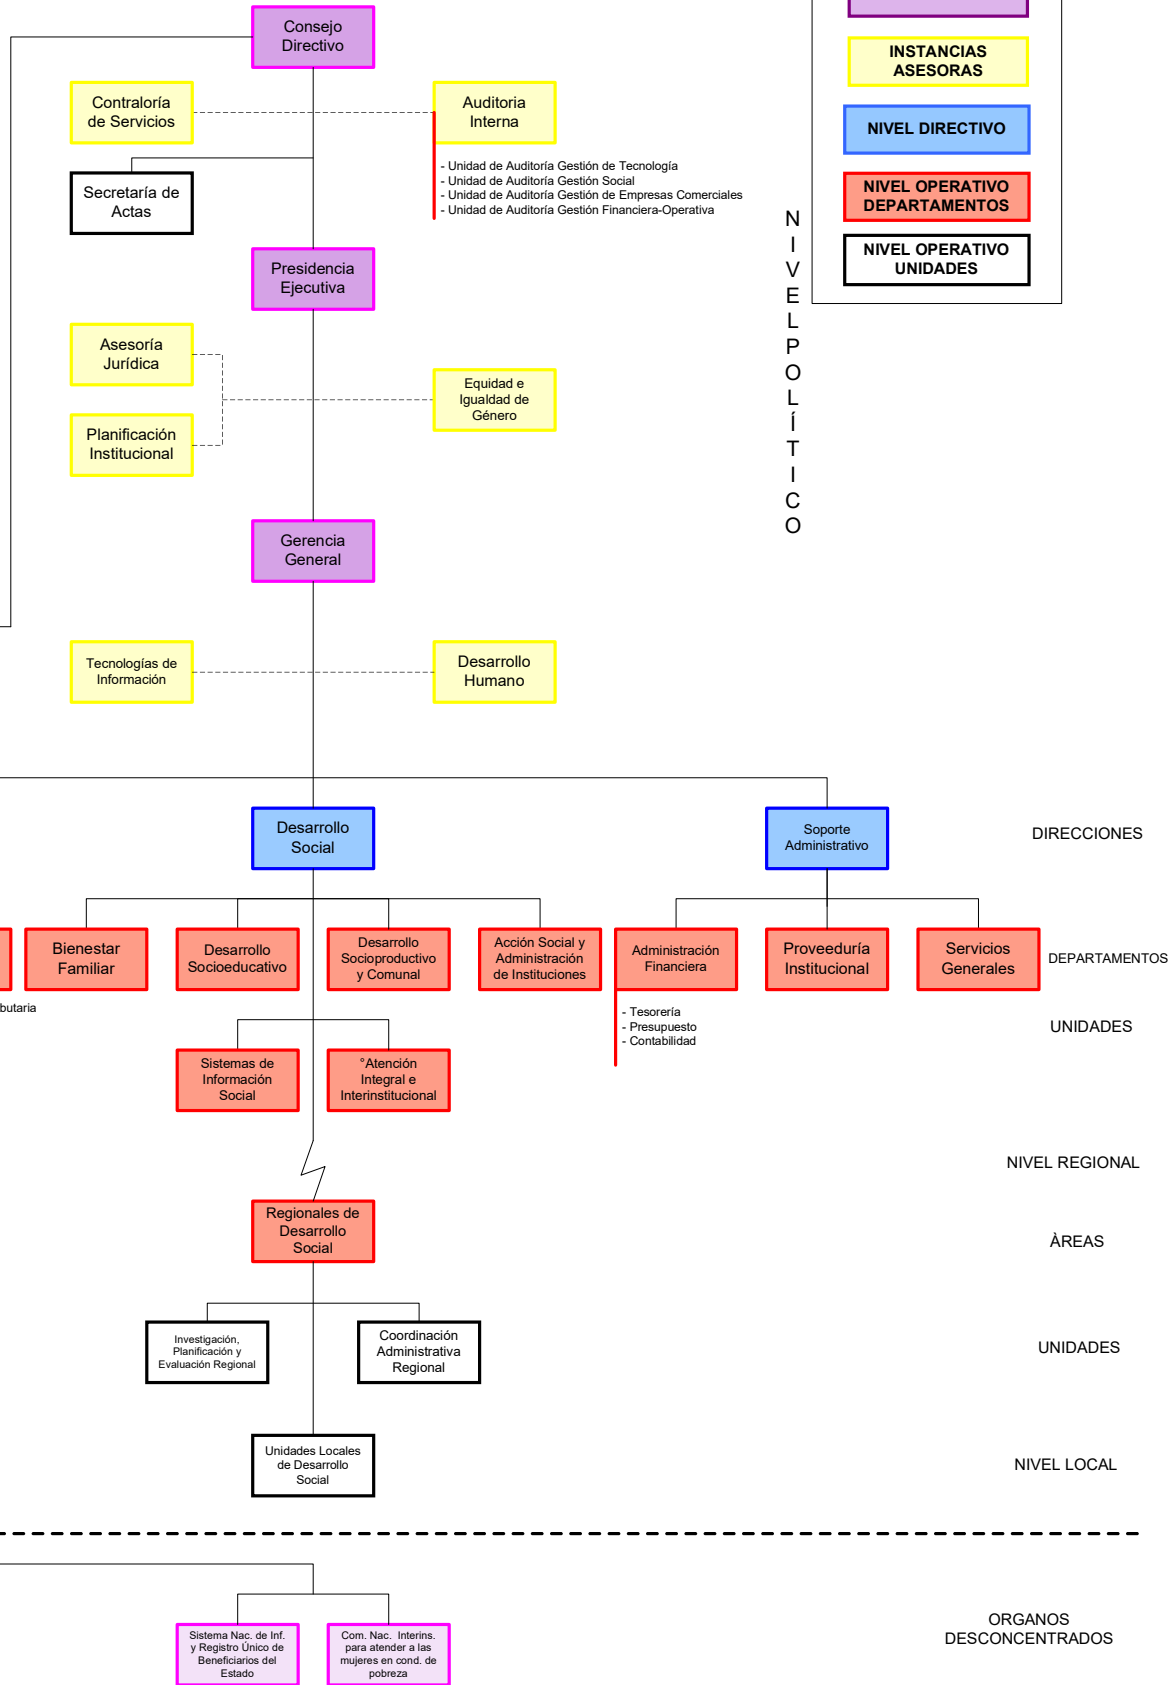 Consejo
Directivo
INSTANCIAS
ASESORAS
Contraloría
de Servicios
Auditoria
Interna
NIVEL DIRECTIVO
- Unidad de Auditoría Gestión de Tecnología
- Unidad de Auditoría Gestión Social
- Unidad de Auditoría Gestión de Empresas Comerciales
- Unidad de Auditoría Gestión Financiera-Operativa
Secretaría de
Actas
NIVEL OPERATIVO
DEPARTAMENTOS
NIVEL OPERATIVO
UNIDADES
N
I
V
E
L
P
O
L
Í
T
I
C
O
Presidencia
Ejecutiva
Asesoría
Jurídica
Equidad e
Igualdad de
Género
Planificación
Institucional
Gerencia
General
Tecnologías de
Información
Desarrollo
Humano
Desarrollo
Social
Soporte
Administrativo
DIRECCIONES
Bienestar
Familiar
Desarrollo
Socioeducativo
Desarrollo
Socioproductivo
y Comunal
Acción Social y
Administración
de Instituciones
Administración
Financiera
Proveeduría
Institucional
Servicios
Generales
DEPARTAMENTOS
butaria
- Tesorería
- Presupuesto
- Contabilidad
UNIDADES
Sistemas de
Información
Social
°Atención
Integral e
Interinstitucional
NIVEL REGIONAL
Regionales de
Desarrollo
Social
ÀREAS
Investigación,
Planificación y
Evaluación Regional
Coordinación
Administrativa
Regional
UNIDADES
Unidades Locales
de Desarrollo
Social
NIVEL LOCAL
Sistema Nac. de Inf.
y Registro Único de
Beneficiarios del
Estado
Com. Nac. Interins.
para atender a las
mujeres en cond. de
pobreza
ORGANOS
DESCONCENTRADOS